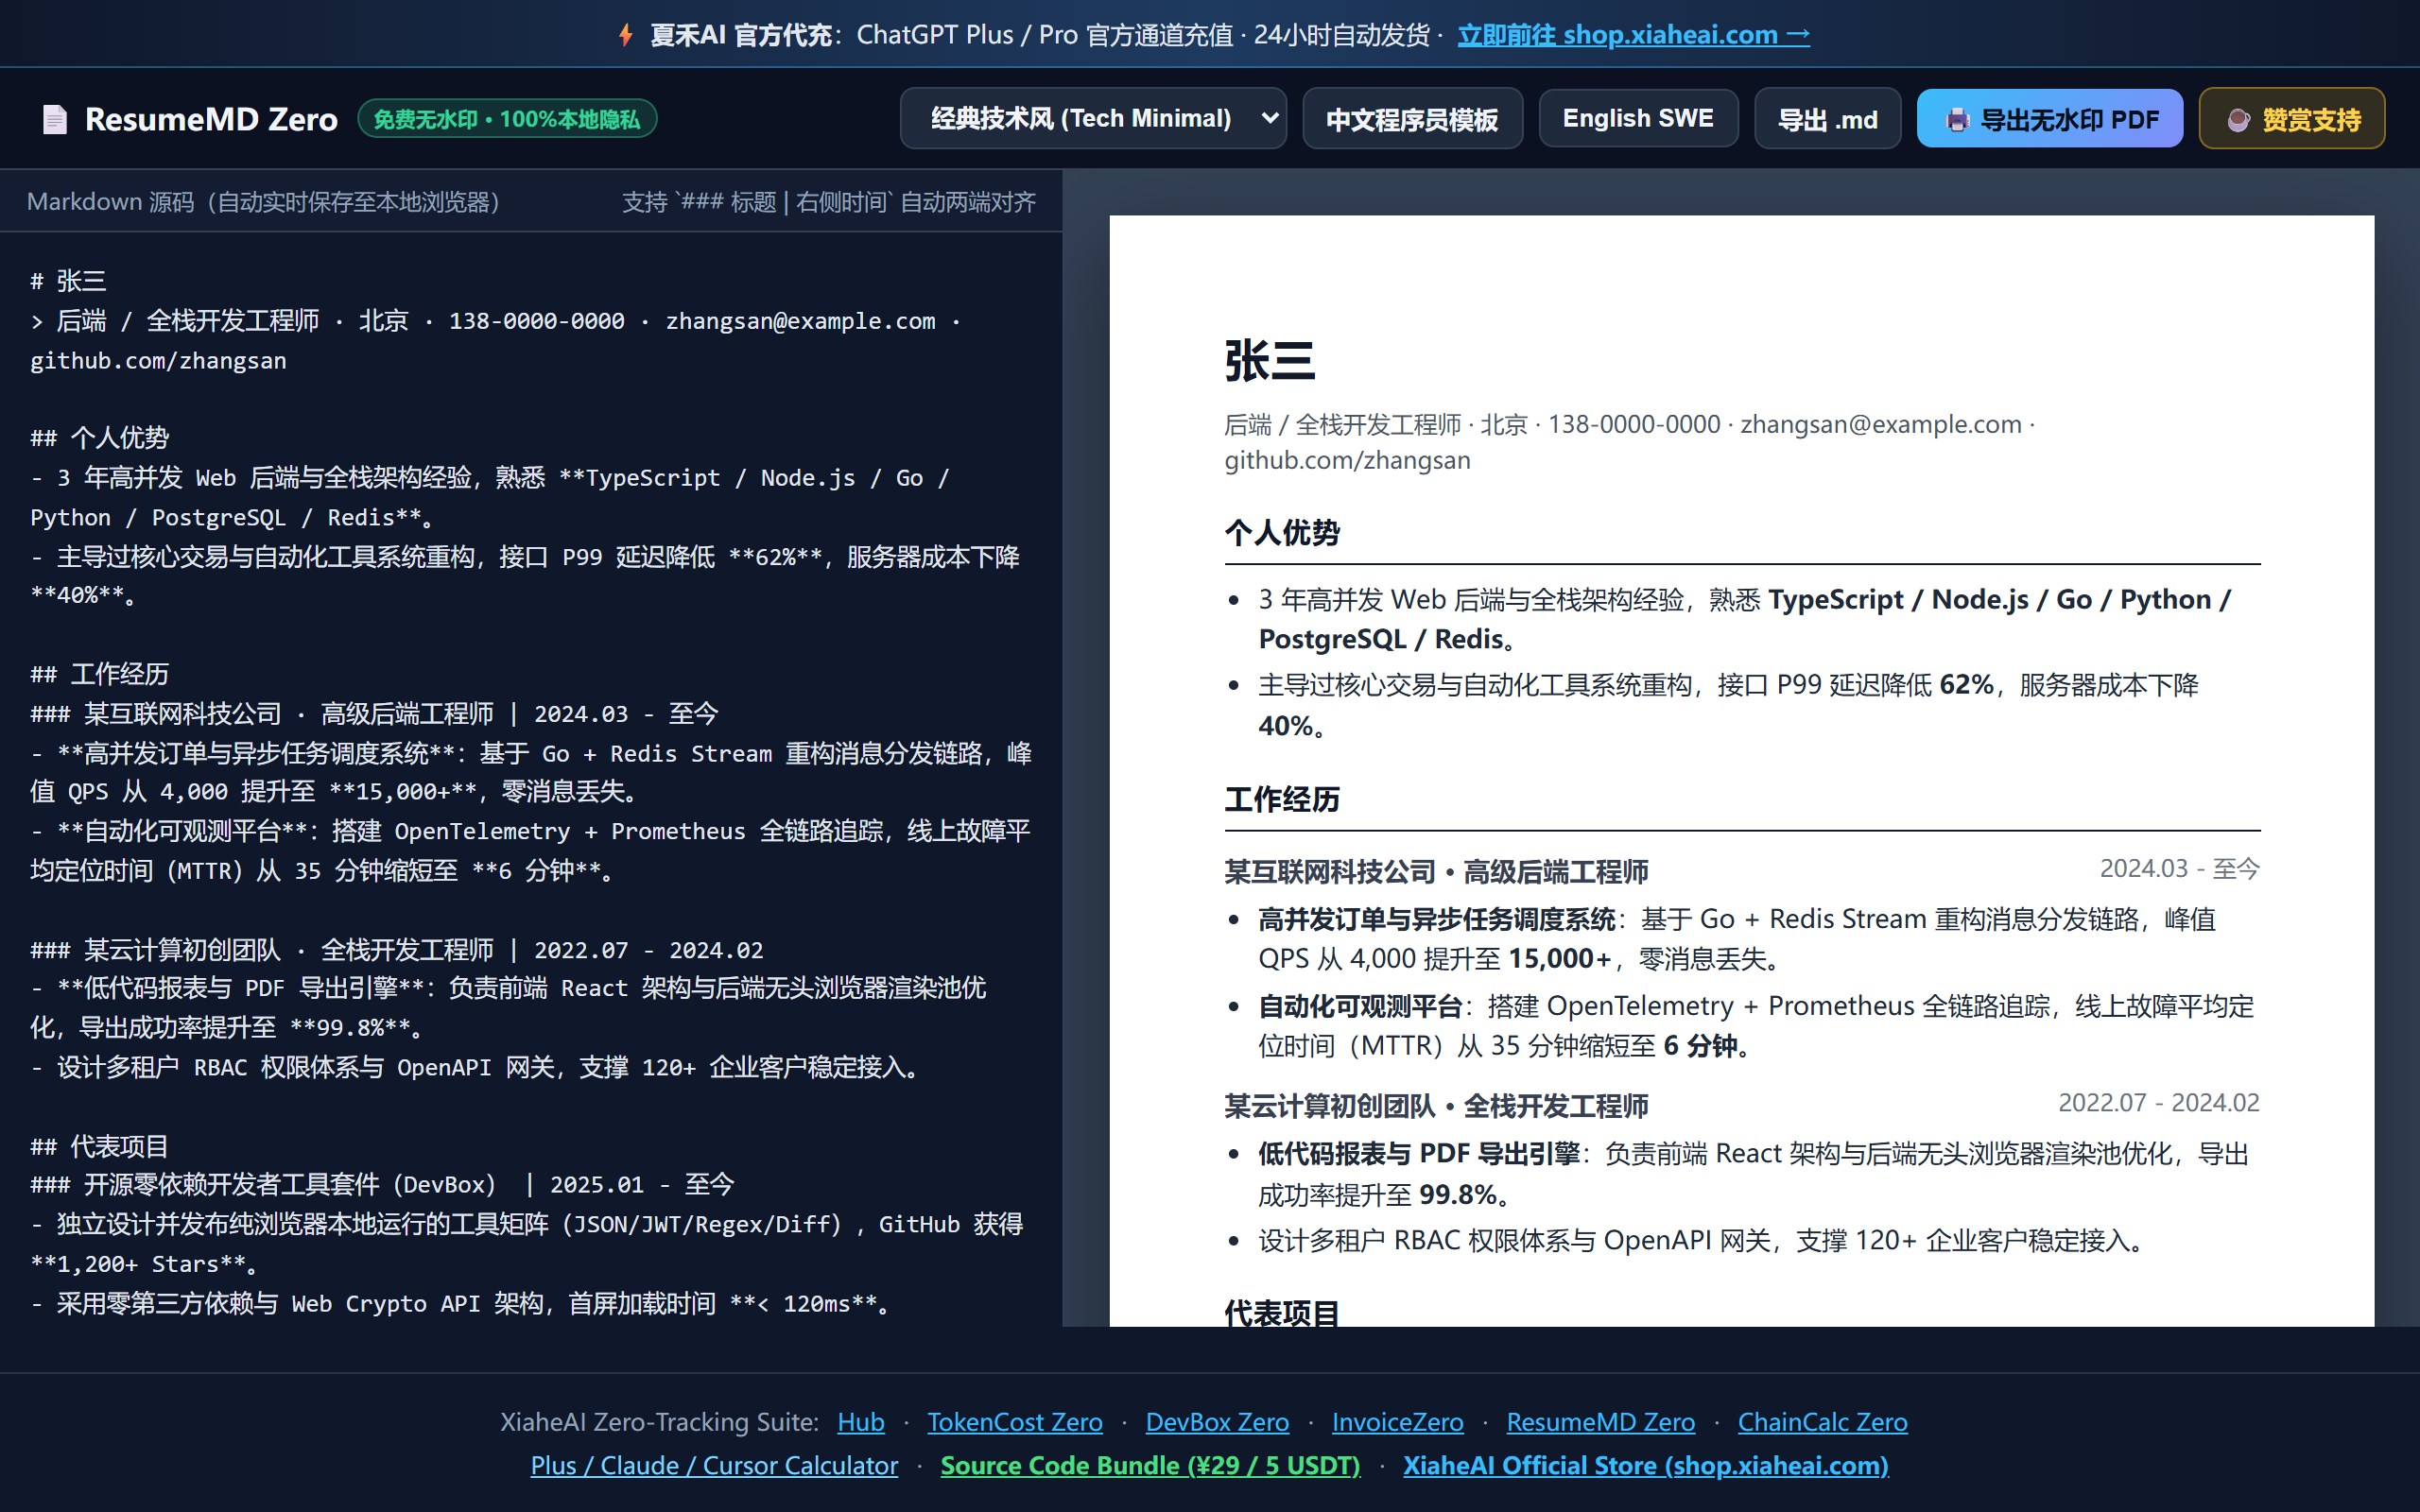 ⚡ 夏禾AI 官方代充：ChatGPT Plus / Pro 官方通道充值 · 24小时自动发货 · 立即前往 shop.xiaheai.com →
ResumeMD Zero
免费无水印 • 100%本地隐私
经典技术风 (Tech Minimal)
中文程序员模板
English SWE
导出 .md
导出无水印 PDF
赞赏支持
Markdown 源码（自动实时保存至本地浏览器）
支持 `### 标题 | 右侧时间` 自动两端对齐
# 张三
> 后端 / 全栈开发工程师 · 北京 · 138-0000-0000 · zhangsan@example.com ·
github.com/zhangsan
## 个人优势
- 3 年高并发 Web 后端与全栈架构经验，熟悉 **TypeScript / Node.js / Go /
Python / PostgreSQL / Redis**。
- 主导过核心交易与自动化工具系统重构，接口 P99 延迟降低 **62%**，服务器成本下降
**40%**。
## 工作经历
### 某互联网科技公司 · 高级后端工程师 | 2024.03 - 至今
- **高并发订单与异步任务调度系统**：基于 Go + Redis Stream 重构消息分发链路，峰
值 QPS 从 4,000 提升至 **15,000+**，零消息丢失。
- **自动化可观测平台**：搭建 OpenTelemetry + Prometheus 全链路追踪，线上故障平
均定位时间（MTTR）从 35 分钟缩短至 **6 分钟**。
### 某云计算初创团队 · 全栈开发工程师 | 2022.07 - 2024.02
- **低代码报表与 PDF 导出引擎**：负责前端 React 架构与后端无头浏览器渲染池优
化，导出成功率提升至 **99.8%**。
- 设计多租户 RBAC 权限体系与 OpenAPI 网关，支撑 120+ 企业客户稳定接入。
## 代表项目
### 开源零依赖开发者工具套件（DevBox） | 2025.01 - 至今
- 独立设计并发布纯浏览器本地运行的工具矩阵（JSON/JWT/Regex/Diff）, GitHub 获得
**1,200+ Stars**。
- 采用零第三方依赖与 Web Crypto API 架构，首屏加载时间 **< 120ms**。
张三
后端 / 全栈开发工程师 · 北京 · 138-0000-0000 · zhangsan@example.com ·
github.com/zhangsan
个人优势
• 3 年高并发 Web 后端与全栈架构经验，熟悉 TypeScript / Node.js / Go / Python /
PostgreSQL / Redis。
• 主导过核心交易与自动化工具系统重构，接口 P99 延迟降低 62%，服务器成本下降
40%。
工作经历
某互联网科技公司 • 高级后端工程师
2024.03 - 至今
• 高并发订单与异步任务调度系统：基于 Go + Redis Stream 重构消息分发链路，峰值
QPS 从 4,000 提升至 15,000+，零消息丢失。
• 自动化可观测平台：搭建 OpenTelemetry + Prometheus 全链路追踪，线上故障平均定
位时间（MTTR）从 35 分钟缩短至 6 分钟。
某云计算初创团队 • 全栈开发工程师
2022.07 - 2024.02
• 低代码报表与 PDF 导出引擎：负责前端 React 架构与后端无头浏览器渲染池优化，导出
成功率提升至 99.8%。
• 设计多租户 RBAC 权限体系与 OpenAPI 网关，支撑 120+ 企业客户稳定接入。
代表项目
XiaheAI Zero-Tracking Suite: Hub · TokenCost Zero · DevBox Zero · InvoiceZero · ResumeMD Zero · ChainCalc Zero
Plus / Claude / Cursor Calculator · Source Code Bundle (¥29 / 5 USDT) · XiaheAI Official Store (shop.xiaheai.com)